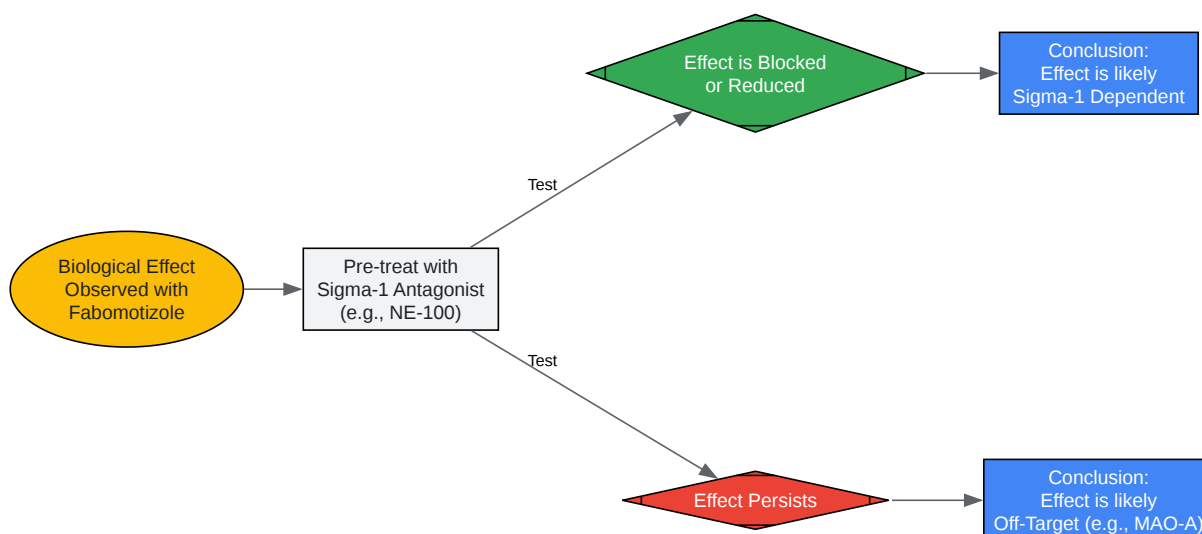 Biological Effect
Observed with
Fabomotizole
Pre-treat with
Sigma-1 Antagonist
(e.g., NE-100)
Test
Effect is Blocked
or Reduced
Conclusion:
Effect is likely
Sigma-1 Dependent
Test
Effect Persists
Conclusion:
Effect is likely
Off-Target (e.g., MAO-A)